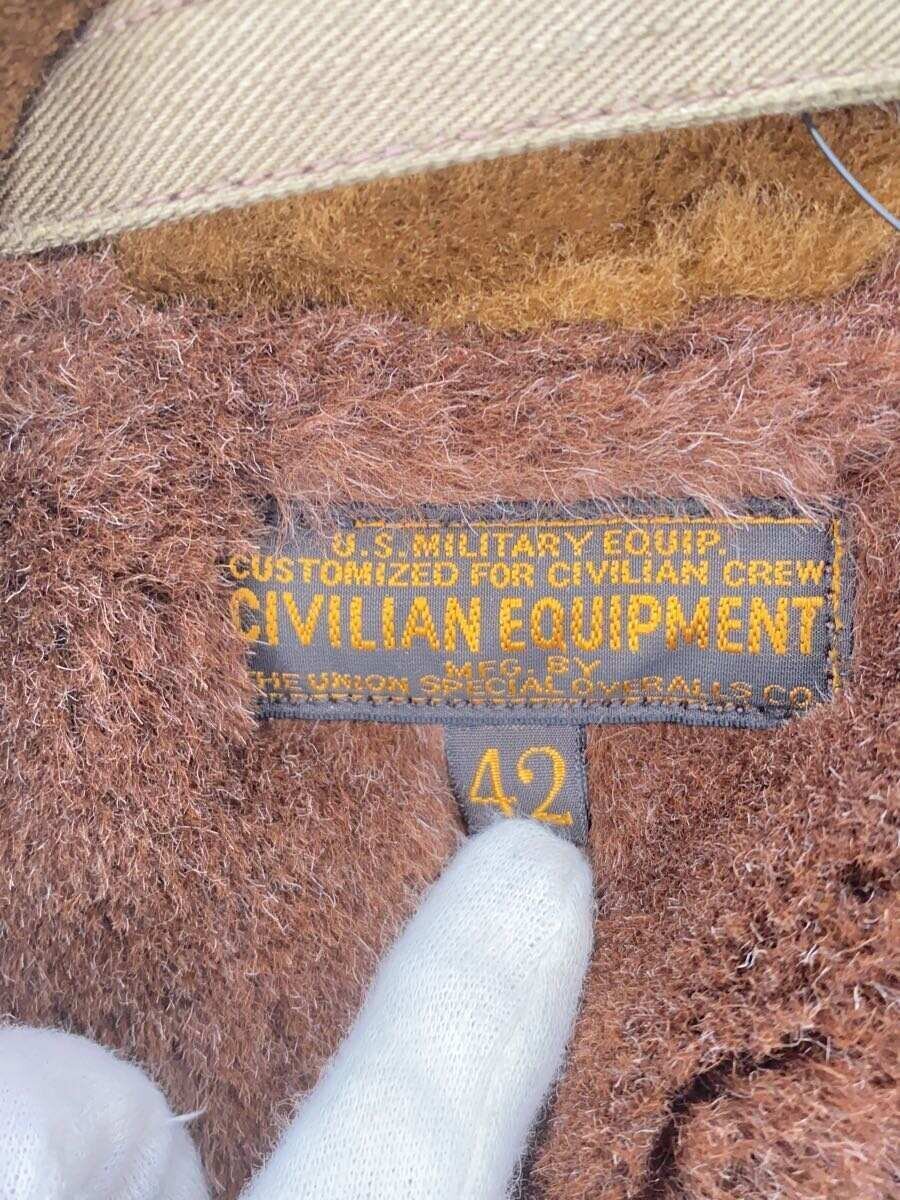 U.S. MILITARY EQUIP.
CUSTOMIZED FOR CIVILIAN CREW
CIVILIAN EQUIPMENT
MFG. BY
THE UNION SPECIAL OVERALLS CO
42